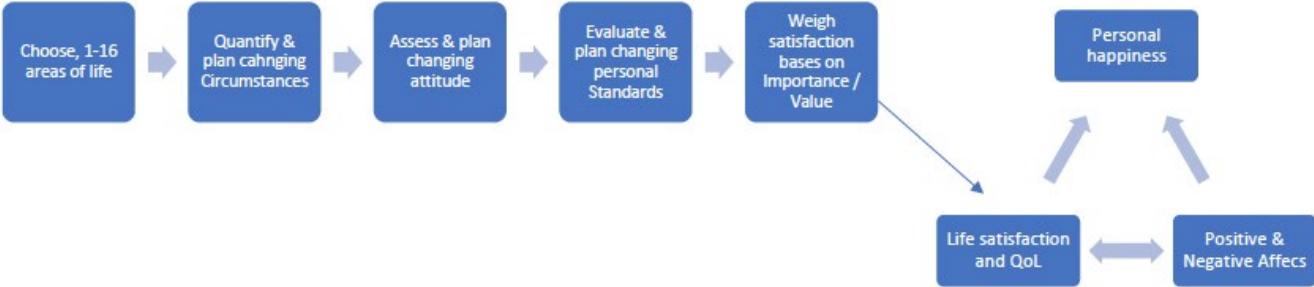 Choose, 1-16
areas of life
Quantify &
plan cahnging
Circumstances
Assess & plan
changing
attitude
Evaluate &
plan changing
personal
Standards
Weigh
satisfaction
bases on
Importance /
Value
Personal
happiness
Life satisfaction
and QoL
Positive &
Negative Affecs